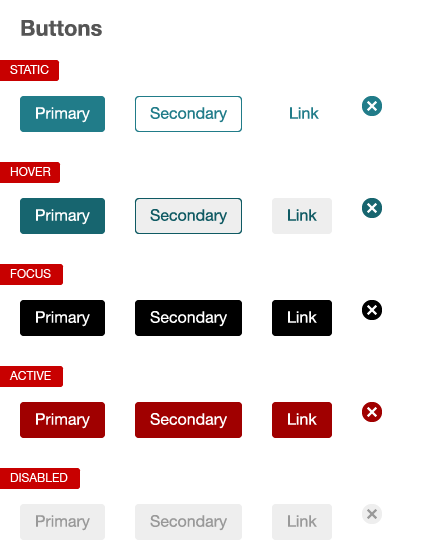 Buttons
STATIC
Primary Secondary Link
HOVER
Primary Secondary Link
FOCUS
Primary Secondary Link
ACTIVE
Primary Secondary Link
DISABLED
Primary Secondary Link